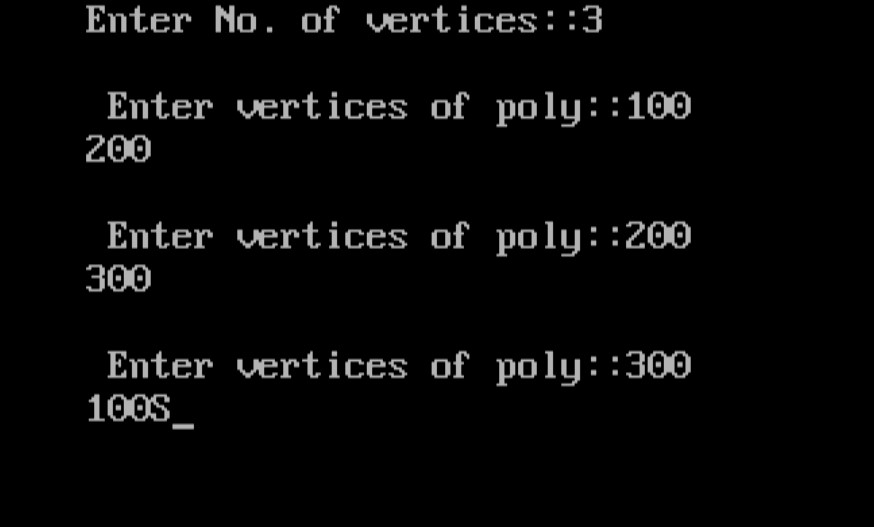 Enter No. of vertices::3
Enter vertices of poly::100
200
Enter vertices of poly::200
300
Enter vertices of poly::300
100S_